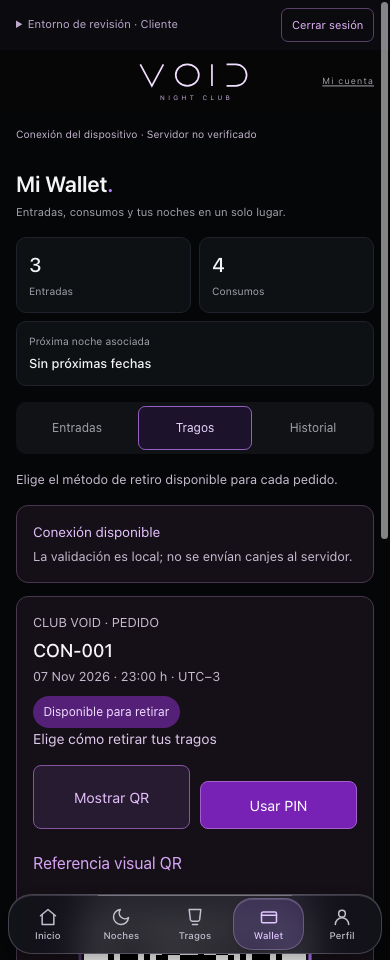 ▶ Entorno de revisión · Cliente
Cerrar sesión
VOID
NIGHT CLUB
Mi cuenta
Conexión del dispositivo · Servidor no verificado
Mi Wallet.
Entradas, consumos y tus noches en un solo lugar.
3
Entradas
4
Consumos
Próxima noche asociada
Sin próximas fechas
Entradas
Tragos
Historial
Elige el método de retiro disponible para cada pedido.
Conexión disponible
La validación es local; no se envían canjes al servidor.
CLUB VOID · PEDIDO
CON-001
07 Nov 2026 · 23:00 h · UTC−3
Disponible para retirar
Elige cómo retirar tus tragos
Mostrar QR
Usar PIN
Referencia visual QR
Inicio
Noches
Tragos
Wallet
Perfil